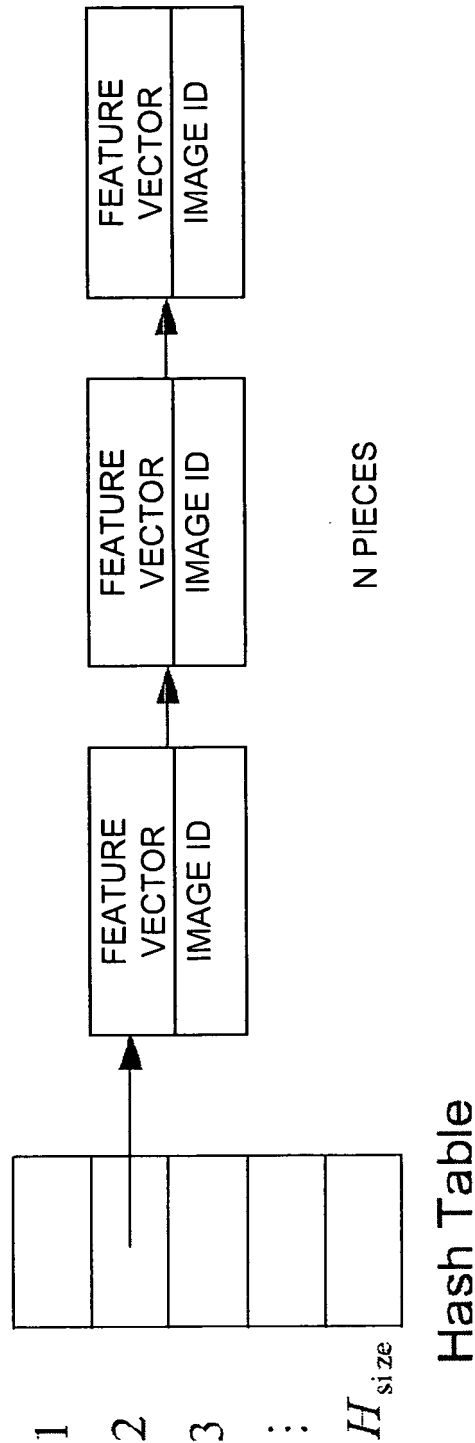 1
2
3
⋮
H_size
Hash Table
FEATURE
VECTOR
IMAGE ID
FEATURE
VECTOR
IMAGE ID
FEATURE
VECTOR
IMAGE ID
N PIECES